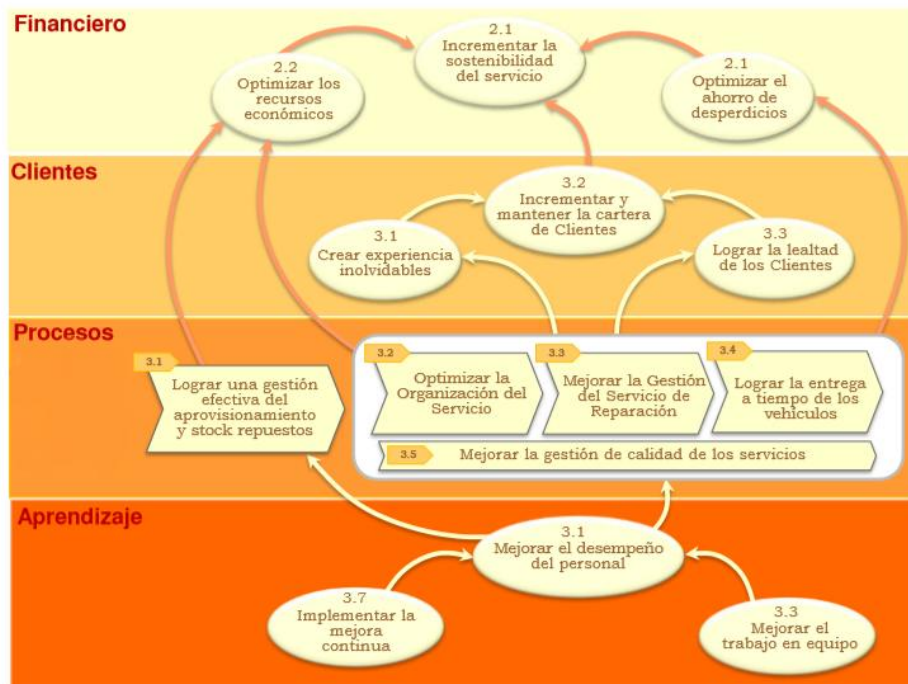 Financiero
2.1
Incrementar la
sostenibilidad
del servicio
2.2
Optimizar los
recursos
económicos
2.1
Optimizar el
ahorro de
desperdicios
Clientes
3.2
Incrementar y
mantener la cartera
de Clientes
3.1
Crear experiencia
inolvidables
3.3
Lograr la lealtad
de los Clientes
Procesos
3.1
Lograr una gestión
efectiva del
aprovisionamiento
y stock repuestos
3.2
Optimizar la
Organización del
Servicio
3.3
Mejorar la Gestión
del Servicio de
Reparación
3.4
Lograr la entrega
a tiempo de los
vehículos
3.5
Mejorar la gestión de calidad de los servicios
Aprendizaje
3.1
Mejorar el desempeño
del personal
3.7
Implementar la
mejora
continua
3.3
Mejorar el
trabajo en equipo